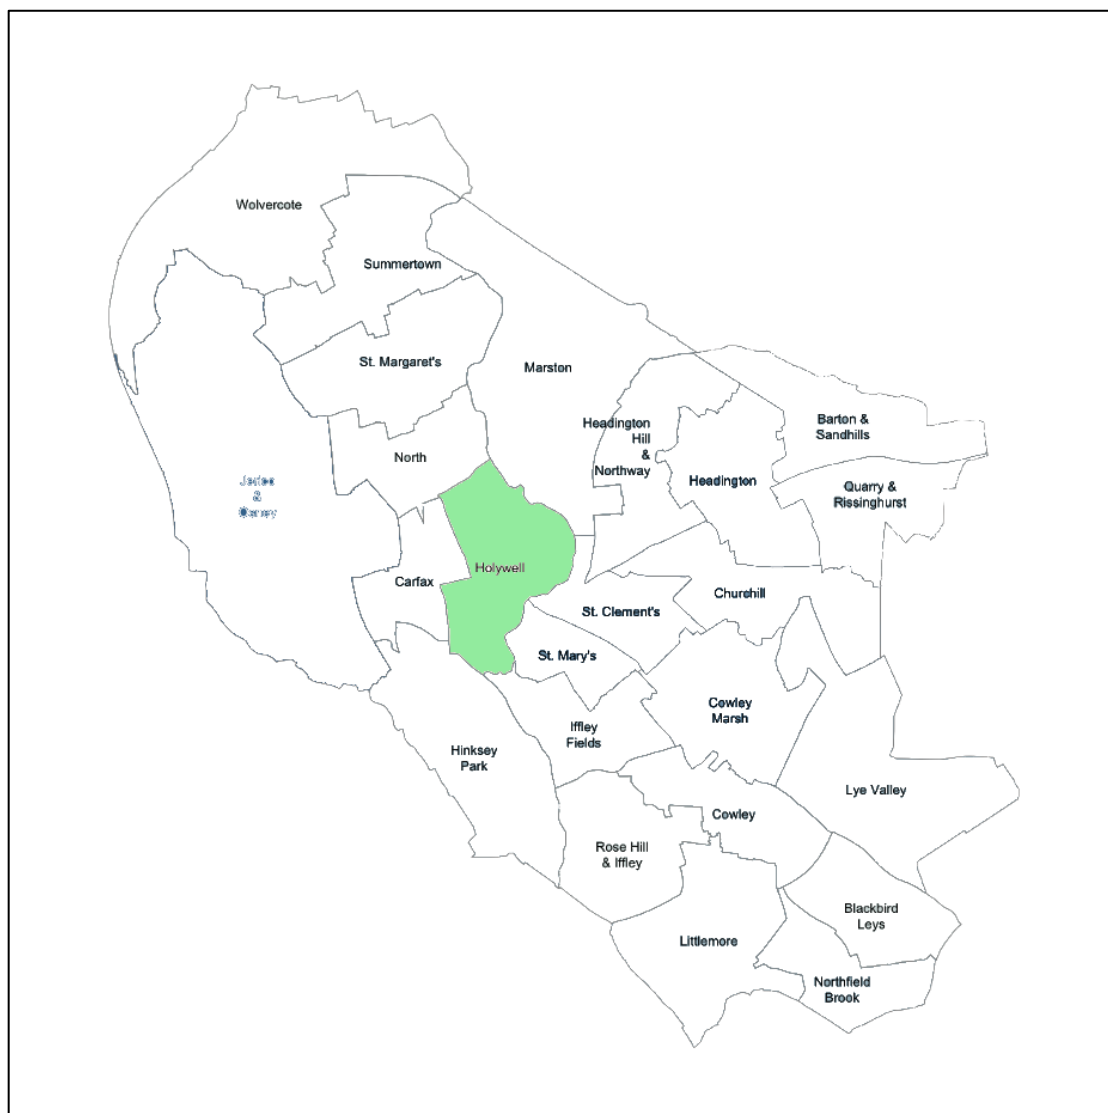 Wolvercote
Summertown
St. Margaret's
Marston
Headington
Hill
&
Northway
Barton &
Sandhills
North
Headington
Quarry &
Rissinghurst
&
Holywell
Carfax
Churchill
St. Clement's
St. Mary's
Cowley
Marsh
Iffley
Fields
Hinksey
Park
Lye Valley
Cowley
Rose Hill
& Iffley
Blackbird
Leys
Littlemore
Northfield
Brook